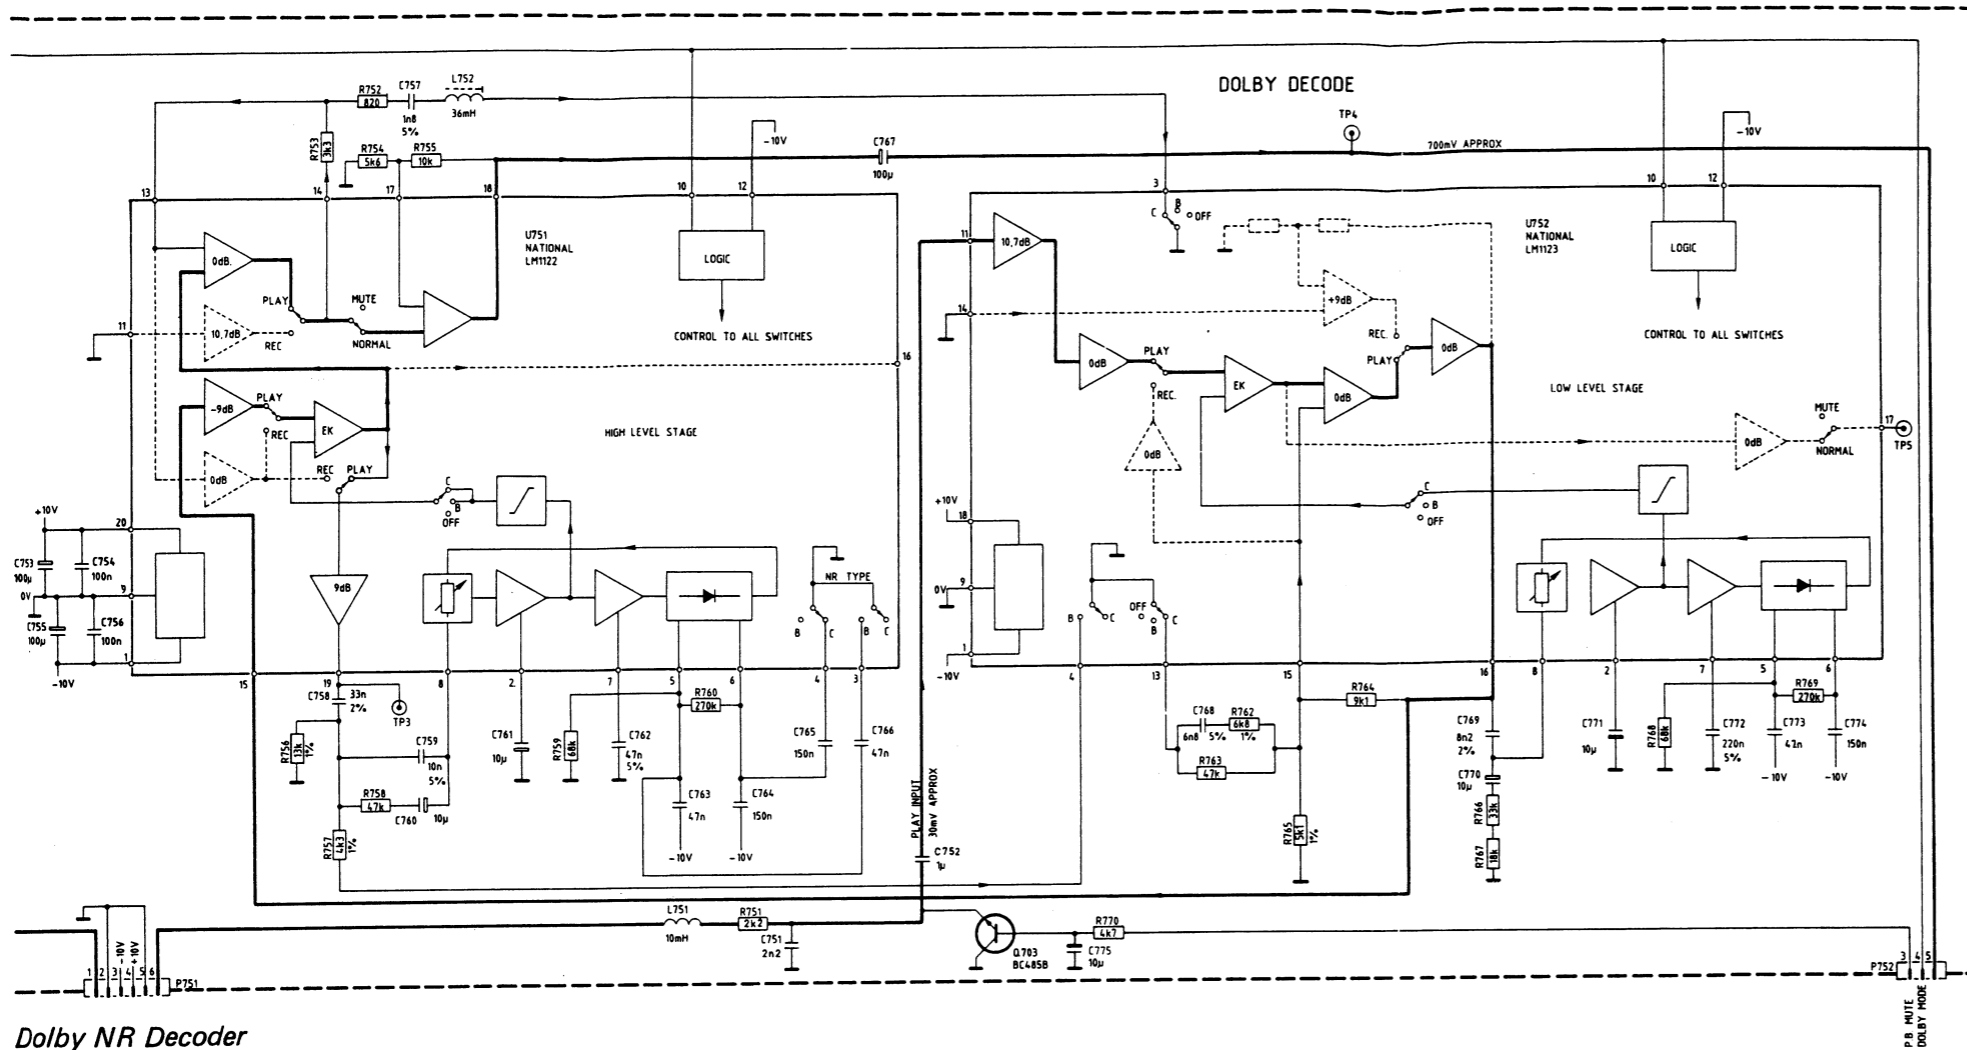 DOLBY DECODE
R752
820
C757
1n8
5%
L752
36mH
R753
3k3
R754
5k6
R755
10k
-10V
C767
100µ
TP4
700mV APPROX
-10V
13
14
17
18
10
12
3
10
12
U751
NATIONAL
LM1122
LOGIC
CONTROL TO ALL SWITCHES
0dB.
PLAY
MUTE
NORMAL
10,7dB
REC
11
16
-9dB
PLAY
REC
EK
HIGH LEVEL STAGE
0dB
REC
PLAY
C
B
OFF
+10V
20
C753
100µ
C754
100n
0V
9
C755
100µ
C756
100n
-10V
1
9dB
NR TYPE
B
C
B
C
15
19
8
2
7
5
6
4
3
C758
33n
2%
TP3
R756
13k
1%
C759
10n
5%
R758
47k
C760
10µ
R757
4k3
1%
C761
10µ
R759
68k
C762
47n
5%
R760
270k
C763
47n
-10V
C764
150n
-10V
C765
150n
C766
47n
PLAY INPUT
30mV APPROX
C752
1µ
11
10,7dB
C
B
OFF
U752
NATIONAL
LM1123
LOGIC
CONTROL TO ALL SWITCHES
14
+9dB
REC.
PLAY
0dB
0dB
PLAY
REC.
EK
0dB
0dB
LOW LEVEL STAGE
0dB
MUTE
NORMAL
17
TP5
C
B
OFF
+10V
18
0V
9
-10V
1
B
C
OFF
B
C
4
13
15
16
8
2
7
5
6
C768
6n8
5%
R762
6k8
1%
R763
47k
R764
9k1
R765
5k1
1%
C769
8n2
2%
C770
10µ
R766
33k
R767
18k
C771
10µ
R768
68k
C772
220n
5%
R769
270k
C773
47n
-10V
C774
150n
-10V
L751
10mH
R751
2k2
C751
2n2
Q703
BC485B
R770
4k7
C775
10µ
1 2 3 4 5 6
-10V
+10V
P751
P752
3 4 5
P.B. MUTE
DOLBY MODE
Dolby NR Decoder